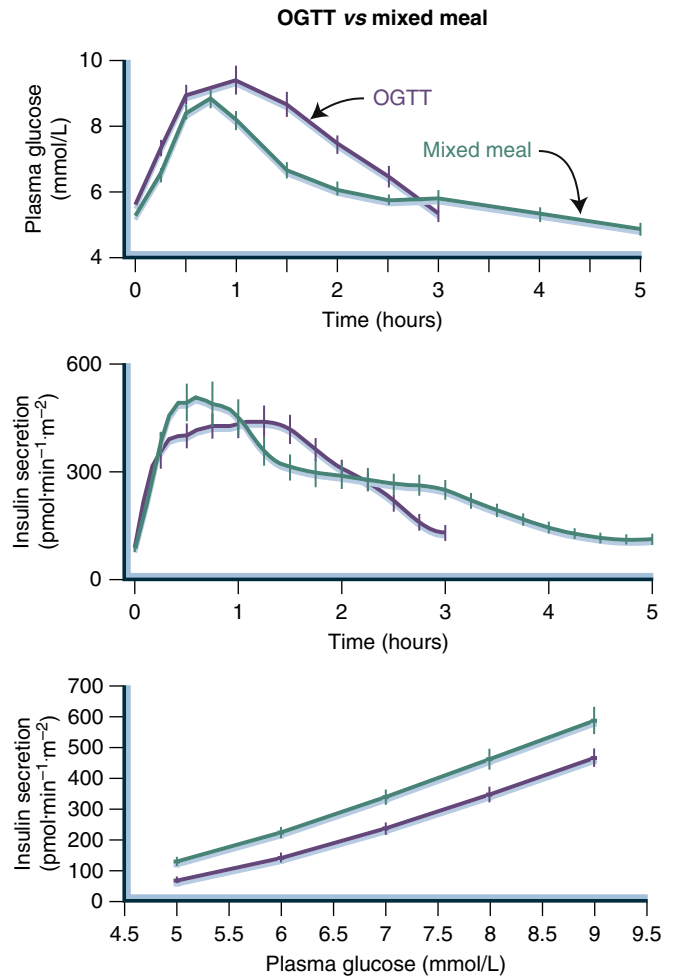 OGTT vs mixed meal
10
8
6
4
Plasma glucose
(mmol/L)
OGTT
Mixed meal
0 1 2 3 4 5
Time (hours)
600
300
0
Insulin secretion
(pmol·min–1·m–2)
0 1 2 3 4 5
Time (hours)
700
600
500
400
300
200
100
0
Insulin secretion
(pmol·min–1·m–2)
4.5 5 5.5 6 6.5 7 7.5 8 8.5 9 9.5
Plasma glucose (mmol/L)